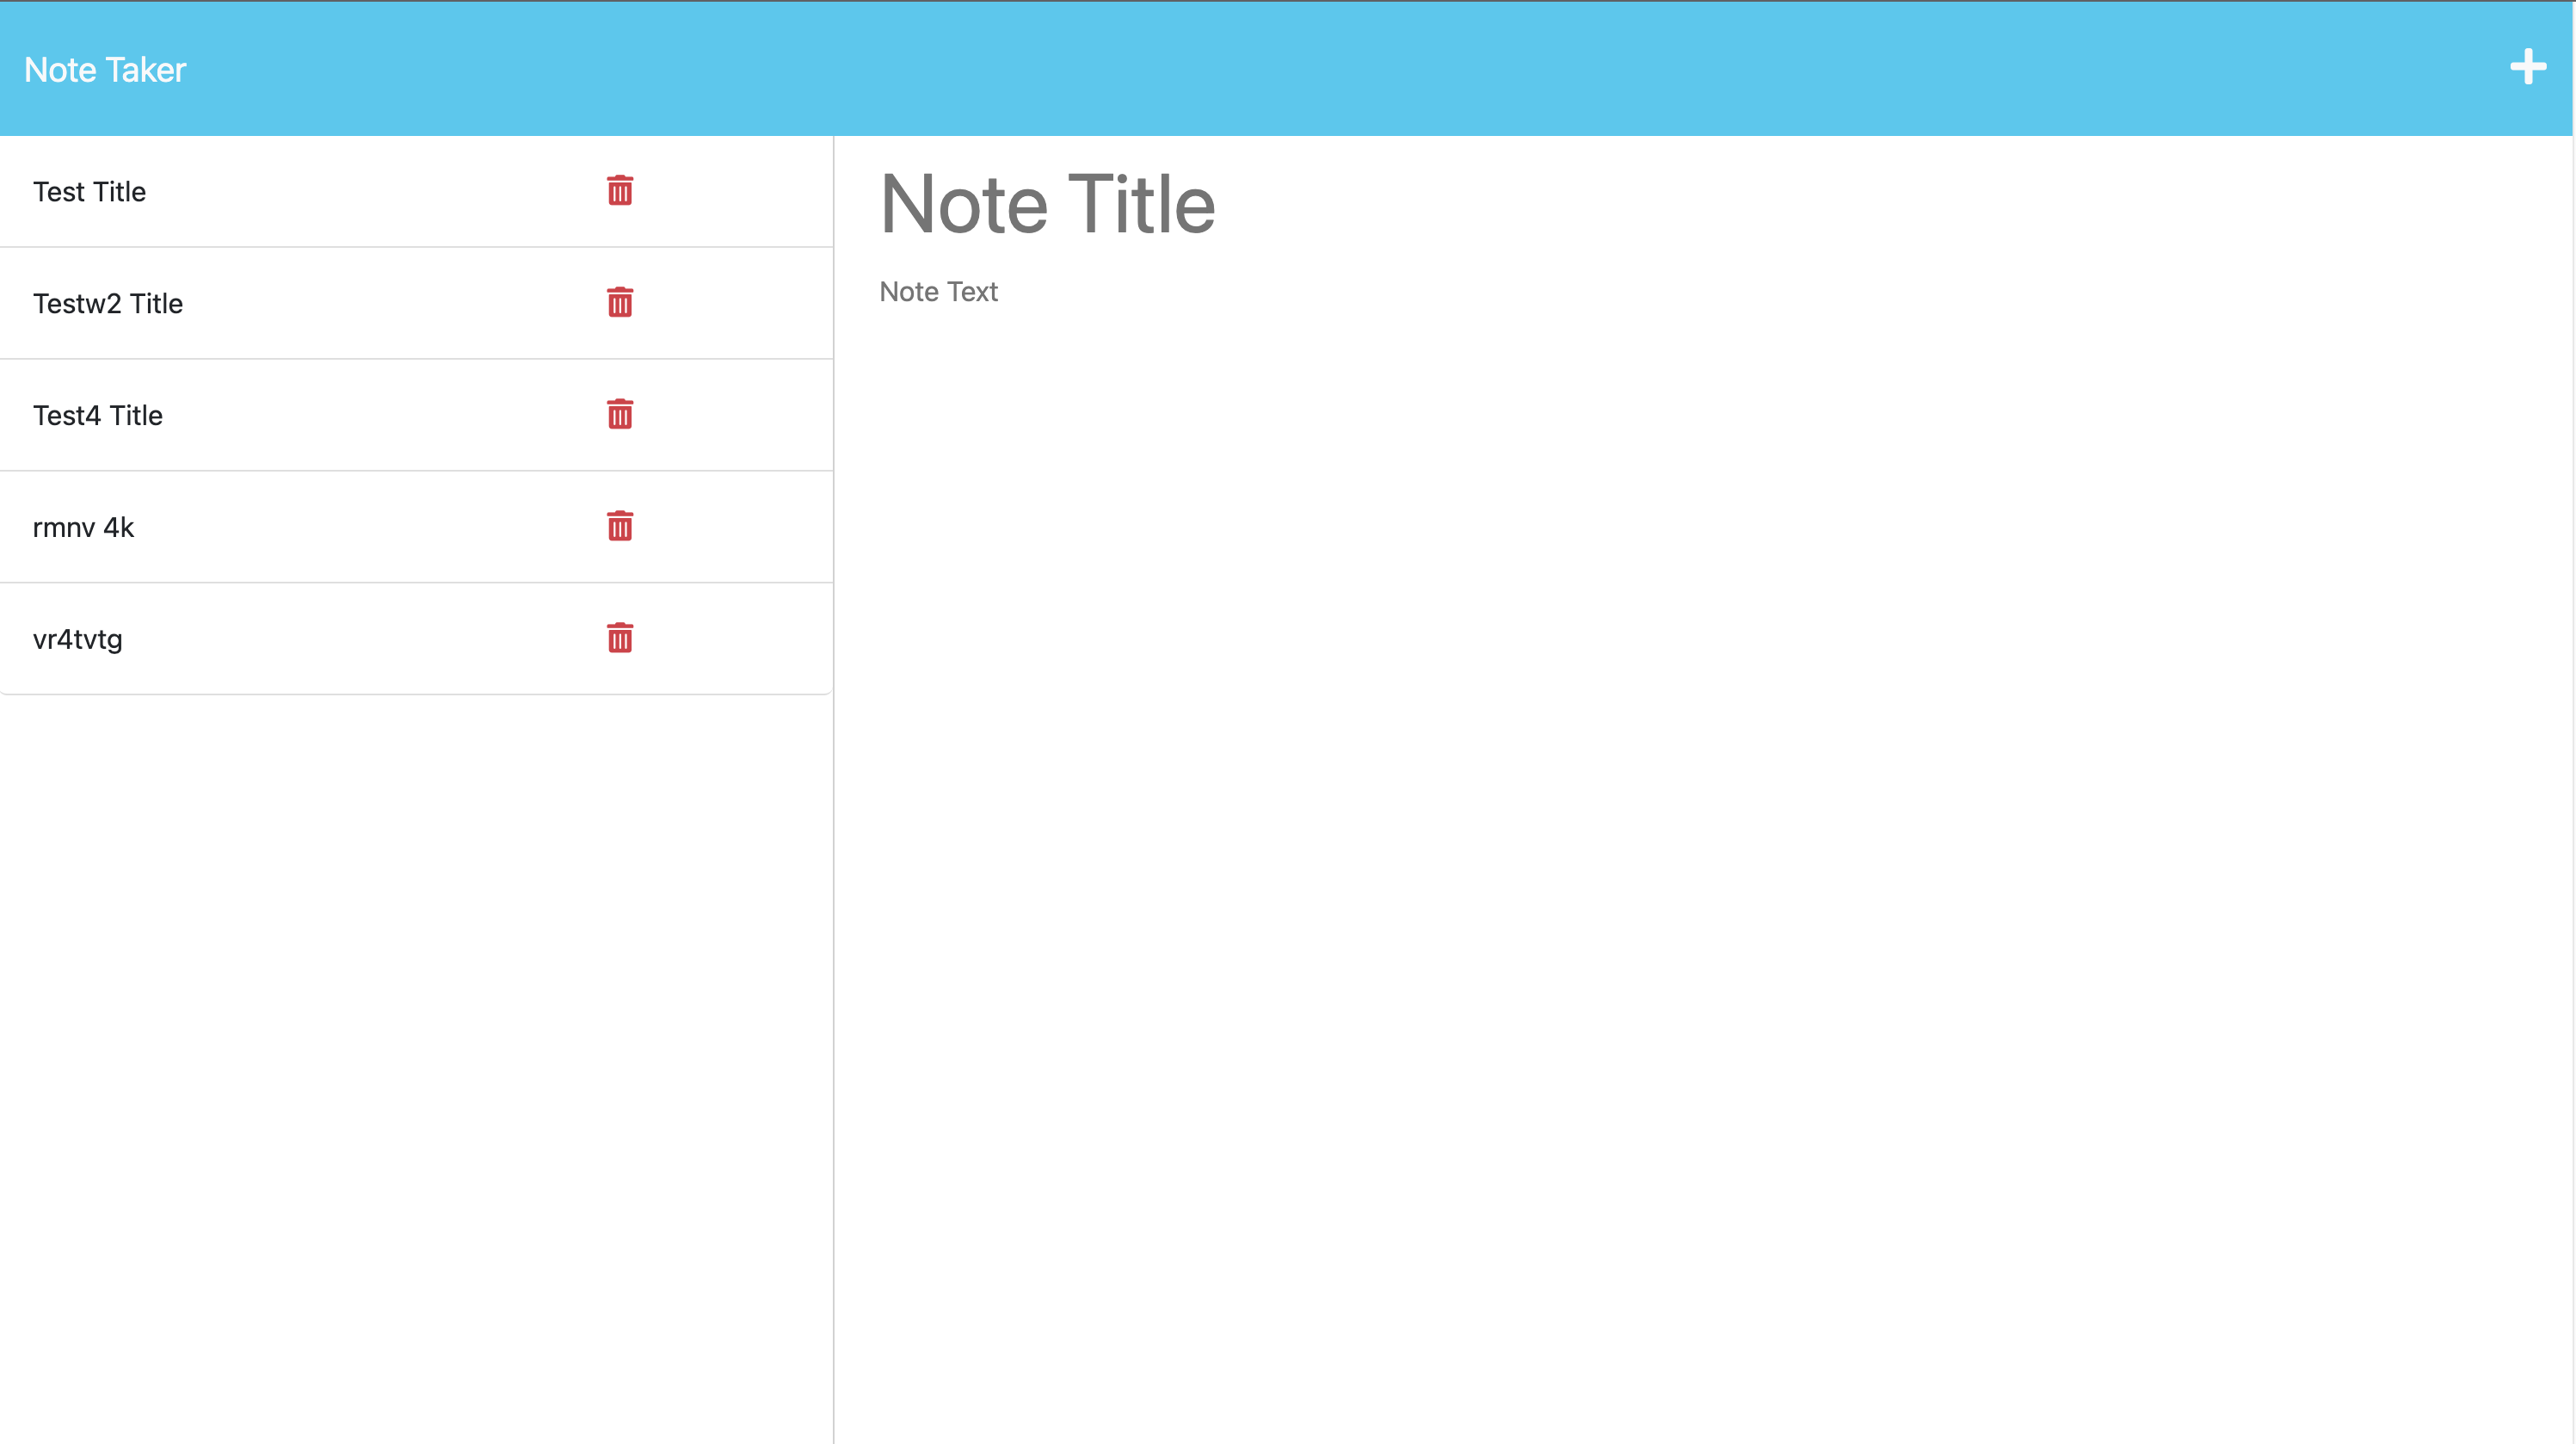 Note Taker
Test Title
Testw2 Title
Test4 Title
rmnv 4k
vr4tvtg
Note Title
Note Text